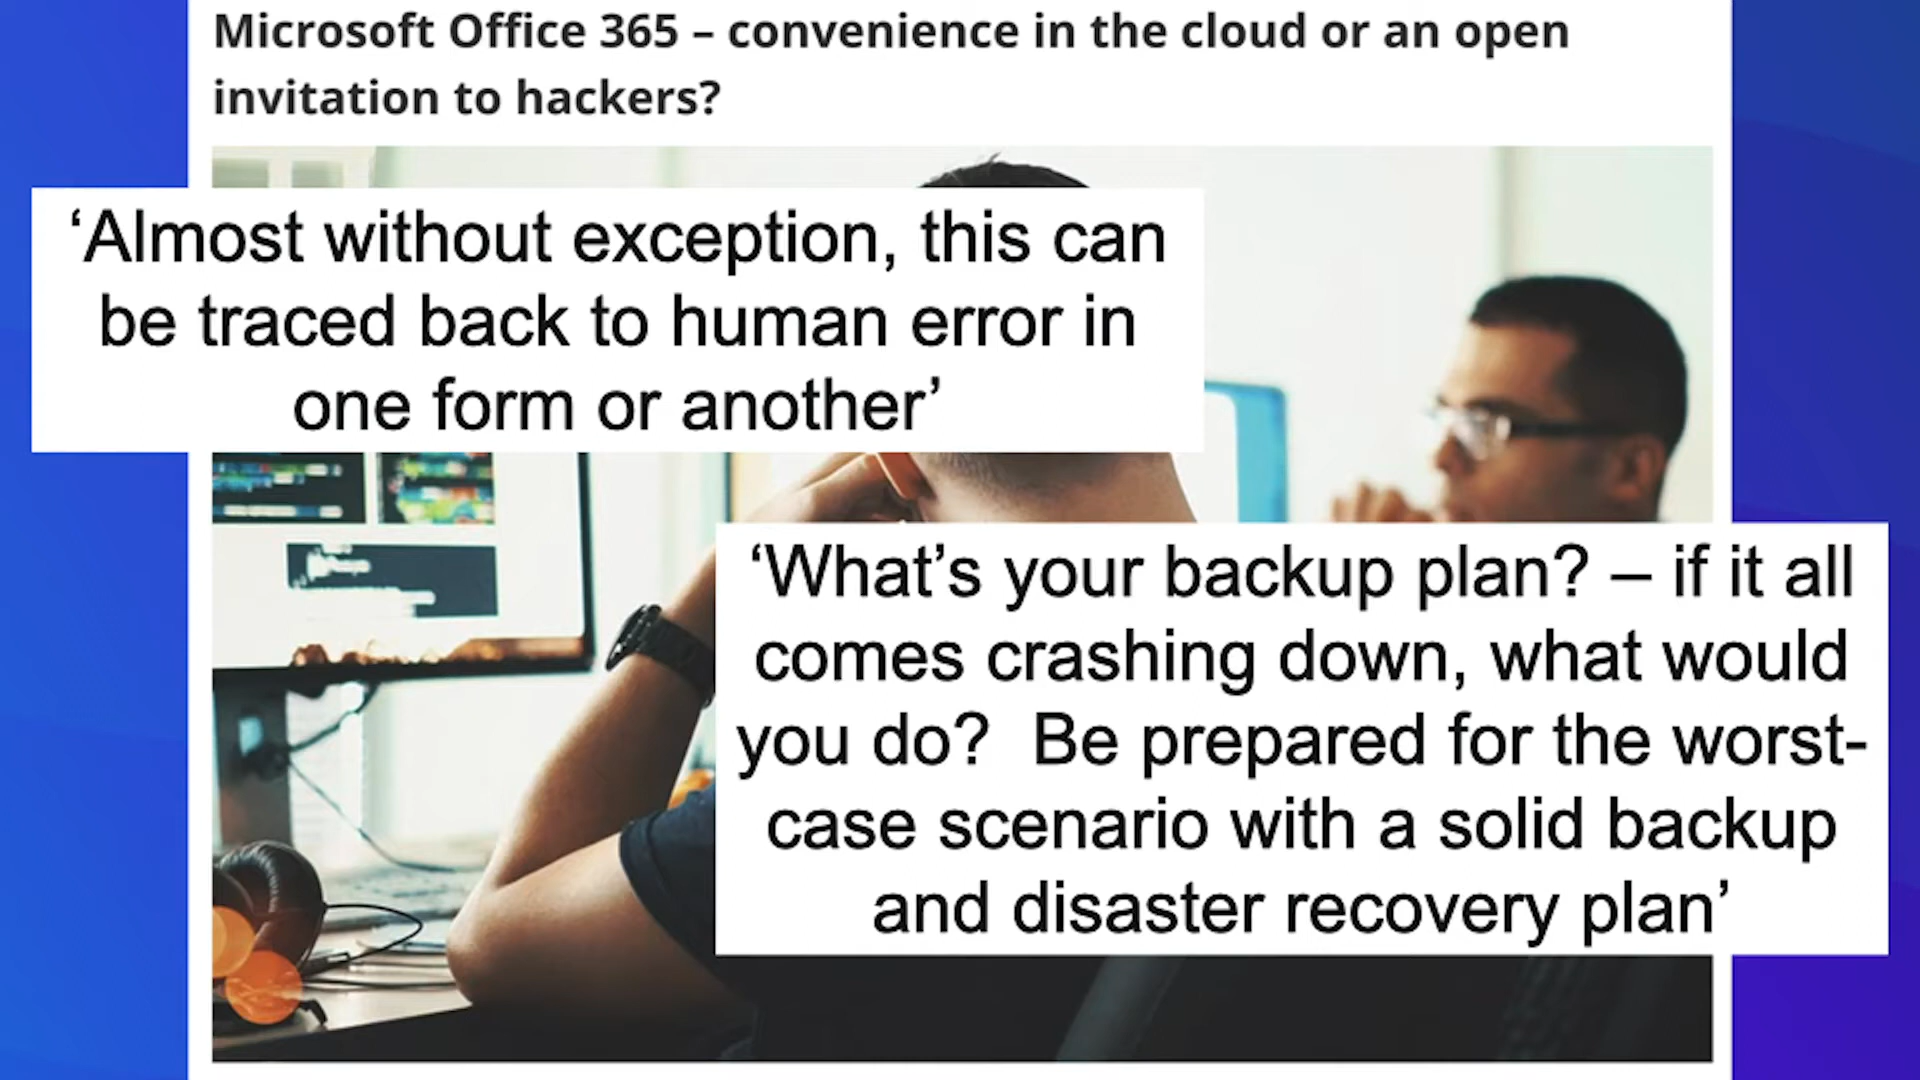 Microsoft Office 365 – convenience in the cloud or an open
invitation to hackers?
‘Almost without exception, this can
be traced back to human error in
one form or another’
‘What’s your backup plan? – if it all
comes crashing down, what would
you do?  Be prepared for the worst-
case scenario with a solid backup
and disaster recovery plan’